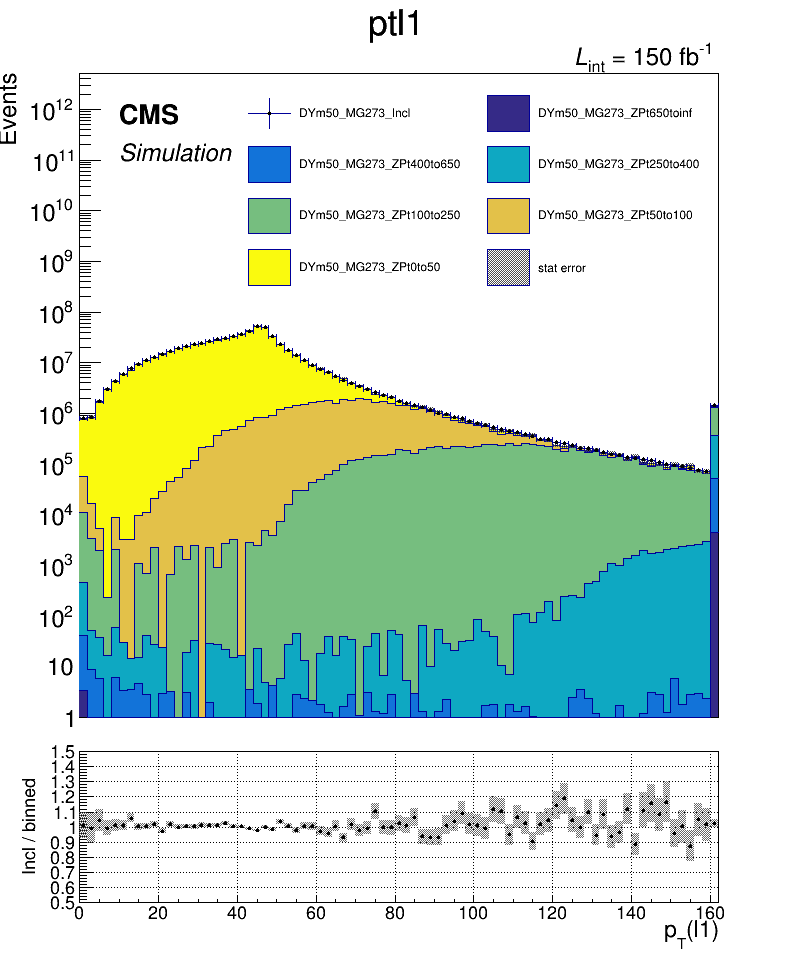 ptl1
L_int = 150 fb^-1
Events
CMS
Simulation
DYm50_MG273_Incl
DYm50_MG273_ZPt650toinf
DYm50_MG273_ZPt400to650
DYm50_MG273_ZPt250to400
DYm50_MG273_ZPt100to250
DYm50_MG273_ZPt50to100
DYm50_MG273_ZPt0to50
stat error
10^12
10^11
10^10
10^9
10^8
10^7
10^6
10^5
10^4
10^3
10^2
10
1
Incl / binned
1.5
1.4
1.3
1.2
1.1
1
0.9
0.8
0.7
0.6
0.5
0 20 40 60 80 100 120 140 160
p_T(l1)